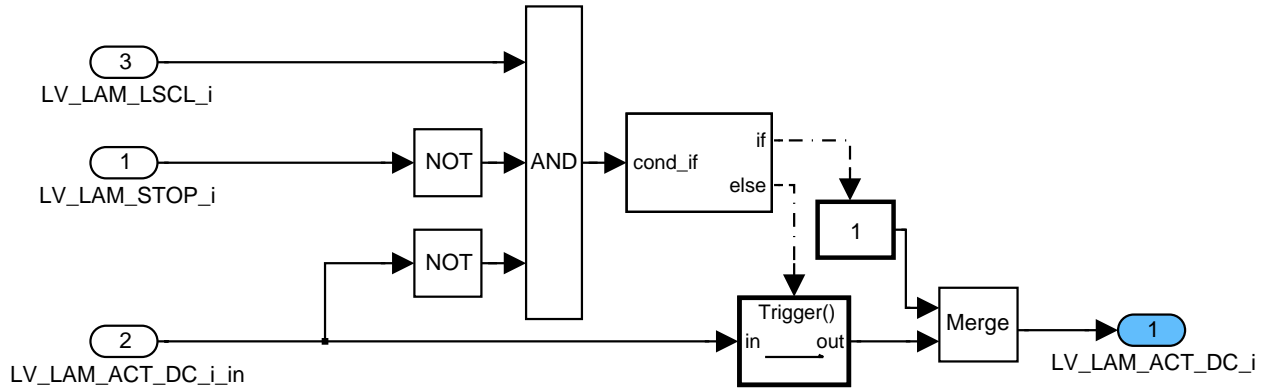 3
LV_LAM_LSCL_i
1
LV_LAM_STOP_i
NOT
AND
cond_if
if
else
1
NOT
2
LV_LAM_ACT_DC_i_in
Trigger()
in
out
Merge
1
LV_LAM_ACT_DC_i